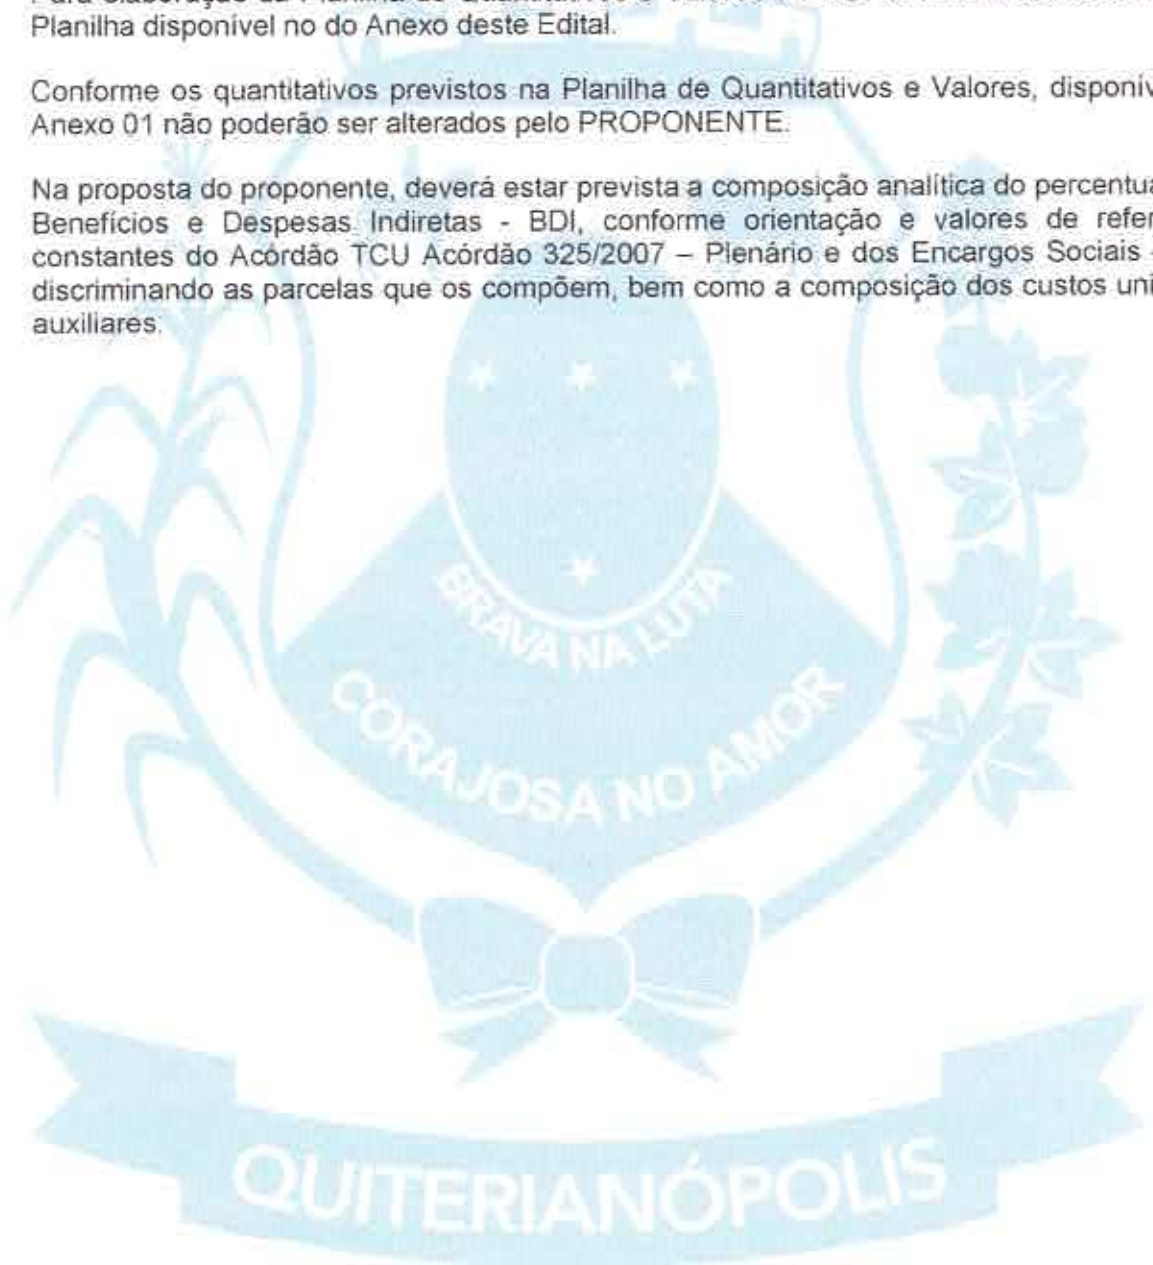 Planilha disponível no do Anexo deste Edital.
Conforme os quantitativos previstos na Planilha de Quantitativos e Valores, disponív
Anexo 01 não poderão ser alterados pelo PROPONENTE.
Na proposta do proponente, deverá estar prevista a composição analítica do percentua
Benefícios e Despesas Indiretas - BDI, conforme orientação e valores de refer
constantes do Acórdão TCU Acórdão 325/2007 – Plenário e dos Encargos Sociais -
discriminando as parcelas que os compõem, bem como a composição dos custos uni
auxiliares.
BRAVA NA LUTA
CORAJOSA NO AMOR
QUITERIANÓPOLIS